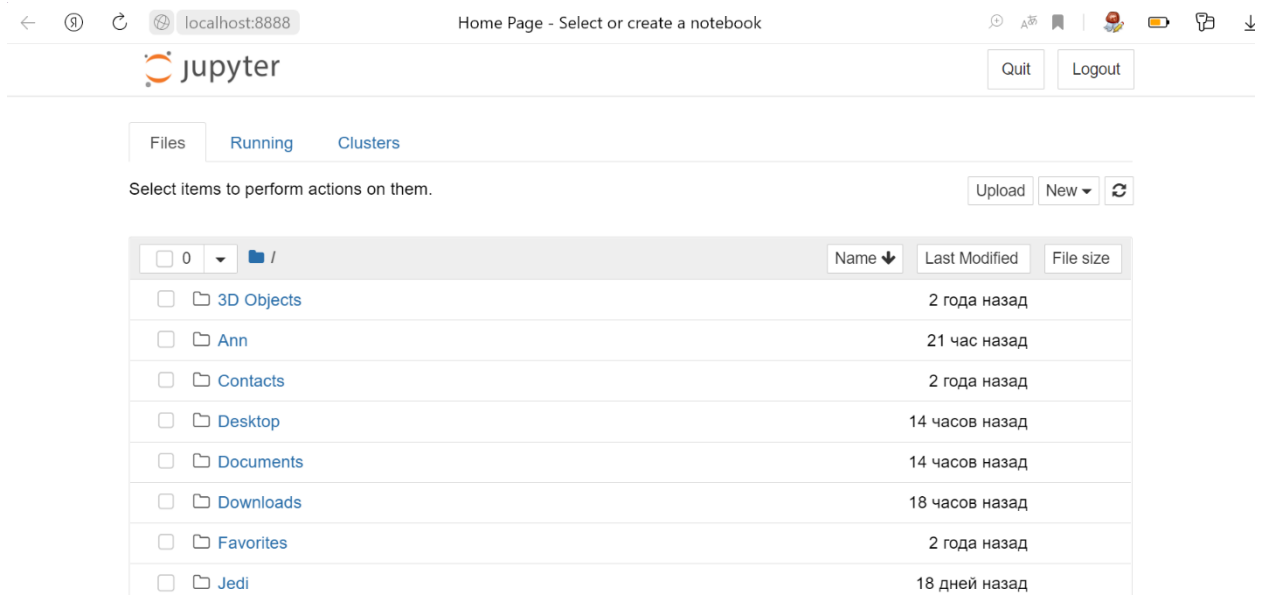 Я localhost:8888 Home Page - Select or create a notebook
jupyter Quit Logout
Files Running Clusters
Select items to perform actions on them. Upload New
0 / Name Last Modified File size
3D Objects 2 года назад
Ann 21 час назад
Contacts 2 года назад
Desktop 14 часов назад
Documents 14 часов назад
Downloads 18 часов назад
Favorites 2 года назад
Jedi 18 дней назад